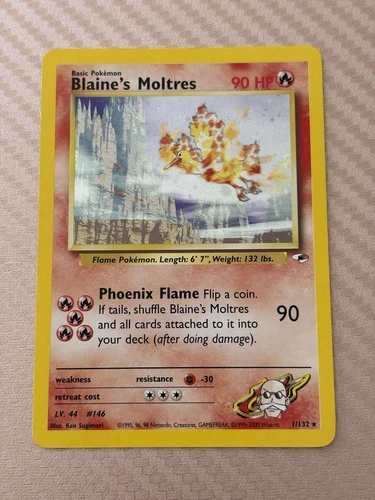 Basic Pokémon
Blaine's Moltres 90 HP
Flame Pokémon. Length: 6' 7", Weight: 132 lbs.
Phoenix Flame Flip a coin.
If tails, shuffle Blaine's Moltres
and all cards attached to it into
your deck (after doing damage).
90
weakness resistance -30
retreat cost
LV. 44 #146
Illus. Ken Sugimori ©1995, 96, 98 Nintendo, Creatures, GAMEFREAK. ©1999-2000 Wizards. 1/132 ★